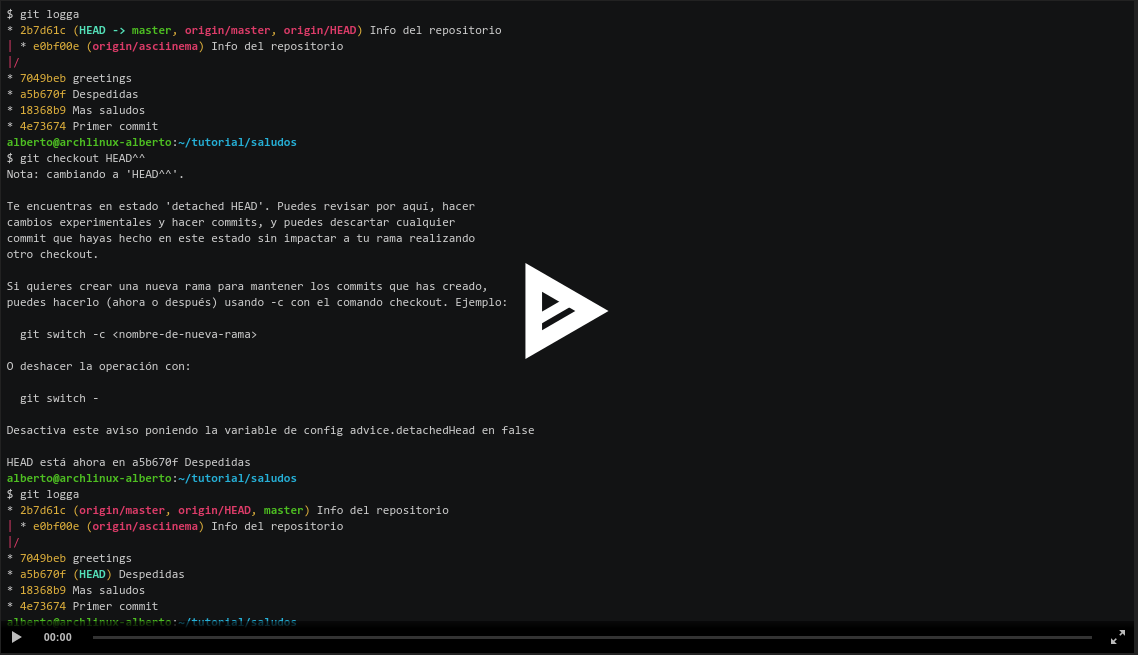 $ git logga
* 2b7d61c (HEAD -> master, origin/master, origin/HEAD) Info del repositorio
| * e0bf00e (origin/asciinema) Info del repositorio
|/
* 7049beb greetings
* a5b670f Despedidas
* 18368b9 Mas saludos
* 4e73674 Primer commit
alberto@archlinux-alberto:~/tutorial/saludos
$ git checkout HEAD^^
Nota: cambiando a 'HEAD^^'.

Te encuentras en estado 'detached HEAD'. Puedes revisar por aquí, hacer
cambios experimentales y hacer commits, y puedes descartar cualquier
commit que hayas hecho en este estado sin impactar a tu rama realizando
otro checkout.

Si quieres crear una nueva rama para mantener los commits que has creado,
puedes hacerlo (ahora o después) usando -c con el comando checkout. Ejemplo:

  git switch -c <nombre-de-nueva-rama>

O deshacer la operación con:

  git switch -

Desactiva este aviso poniendo la variable de config advice.detachedHead en false

HEAD está ahora en a5b670f Despedidas
alberto@archlinux-alberto:~/tutorial/saludos
$ git logga
* 2b7d61c (origin/master, origin/HEAD, master) Info del repositorio
| * e0bf00e (origin/asciinema) Info del repositorio
|/
* 7049beb greetings
* a5b670f (HEAD) Despedidas
* 18368b9 Mas saludos
* 4e73674 Primer commit
alberto@archlinux-alberto:~/tutorial/saludos
00:00